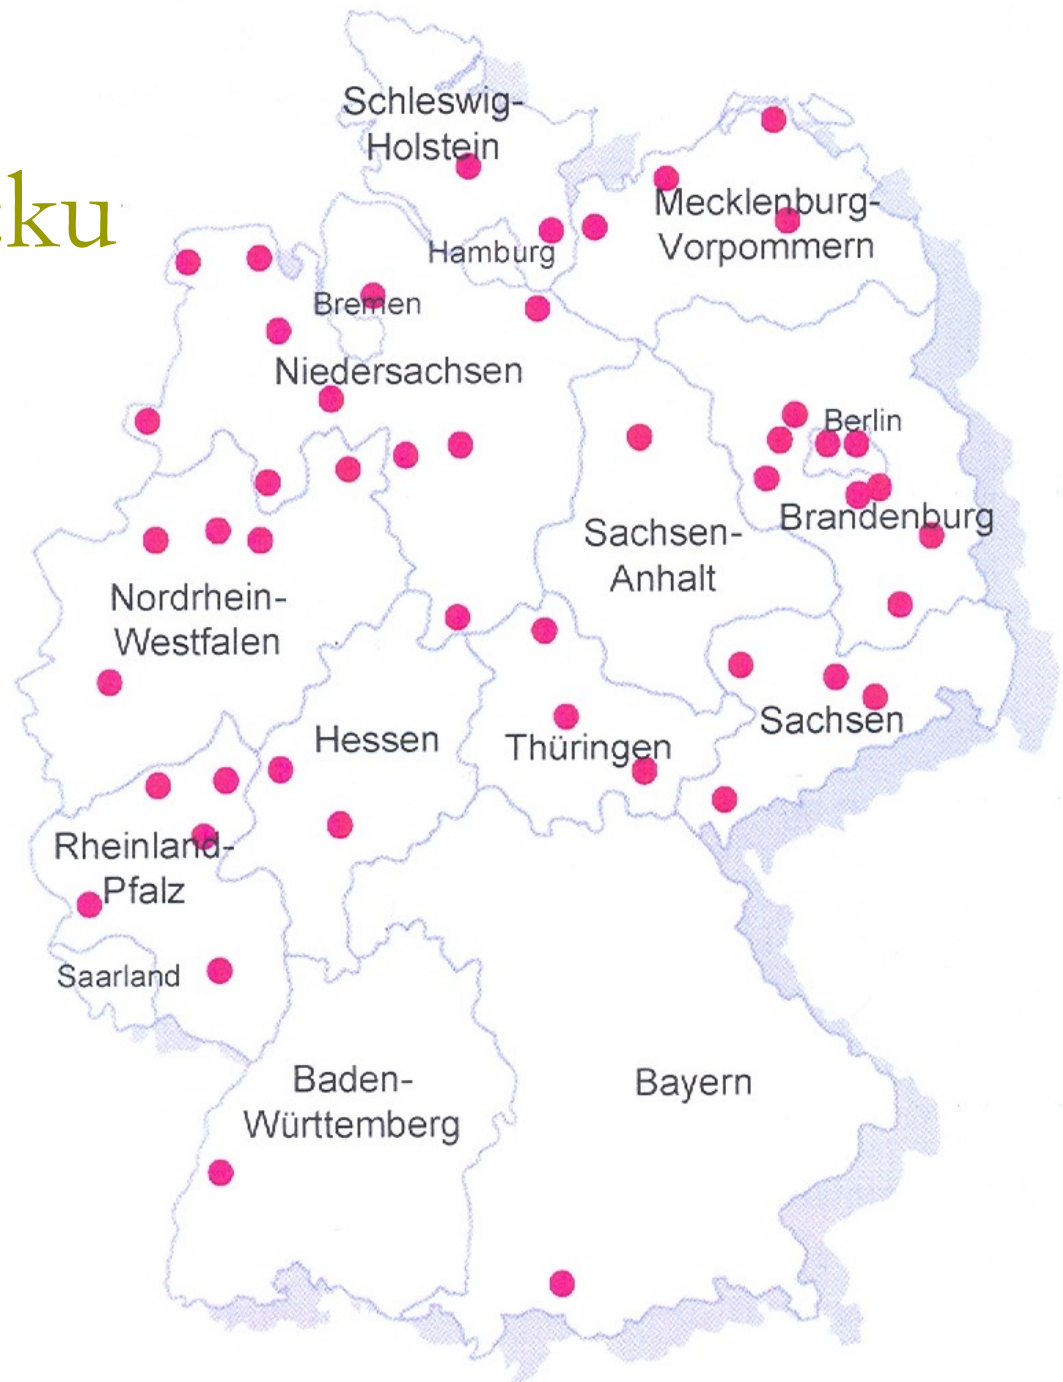 Schleswig-
Holstein
ku
Mecklenburg-
Vorpommern
Hamburg
Bremen
Niedersachsen
Berlin
Brandenburg
Sachsen-
Anhalt
Nordrhein-
Westfalen
Hessen
Thüringen
Sachsen
Rheinland-
Pfalz
Saarland
Baden-
Württemberg
Bayern